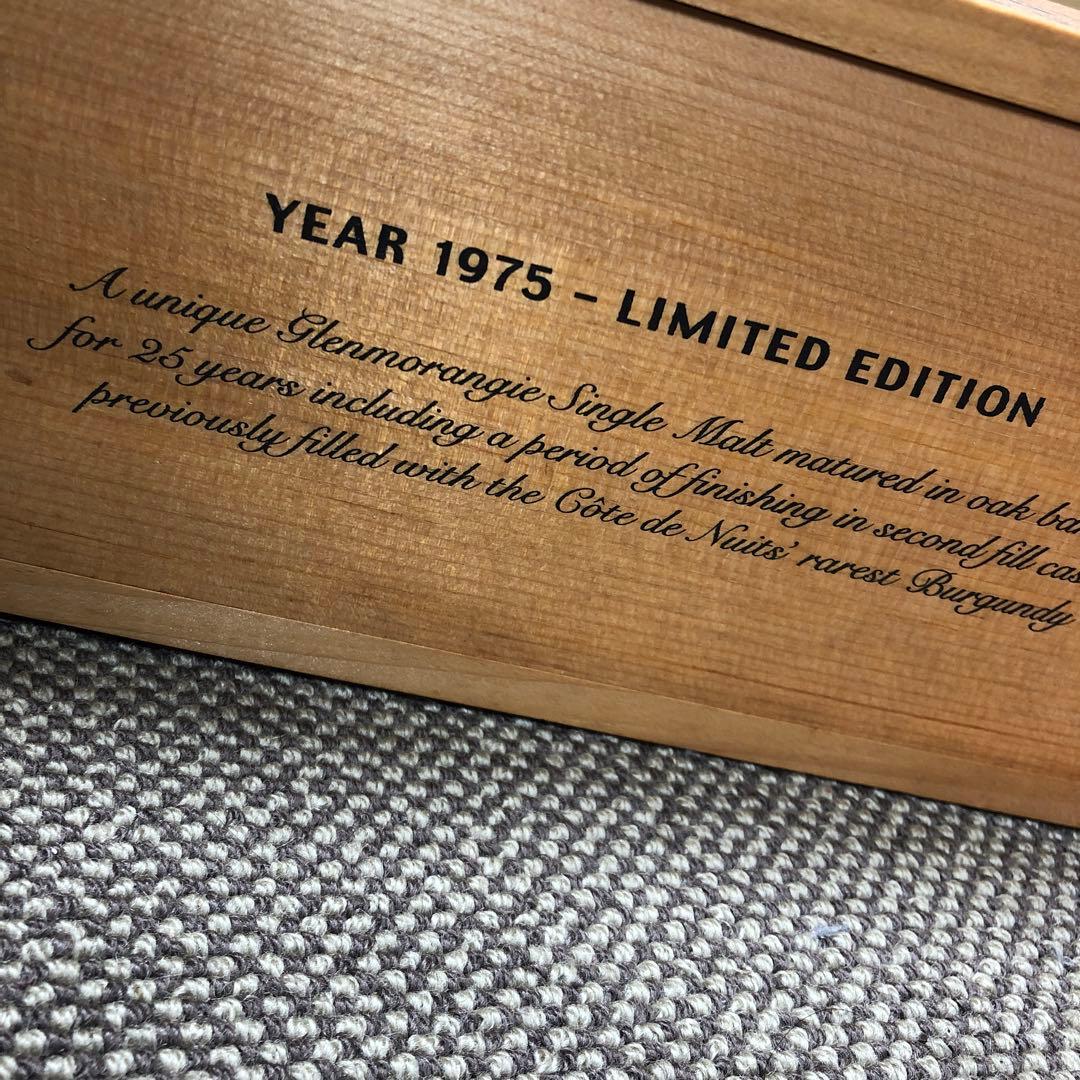 YEAR 1975 – LIMITED EDITION
A unique Glenmorangie Single Malt matured in oak
for 25 years including a period of finishing in second fill
previously filled with the Côte de Nuits' rarest Burgundy